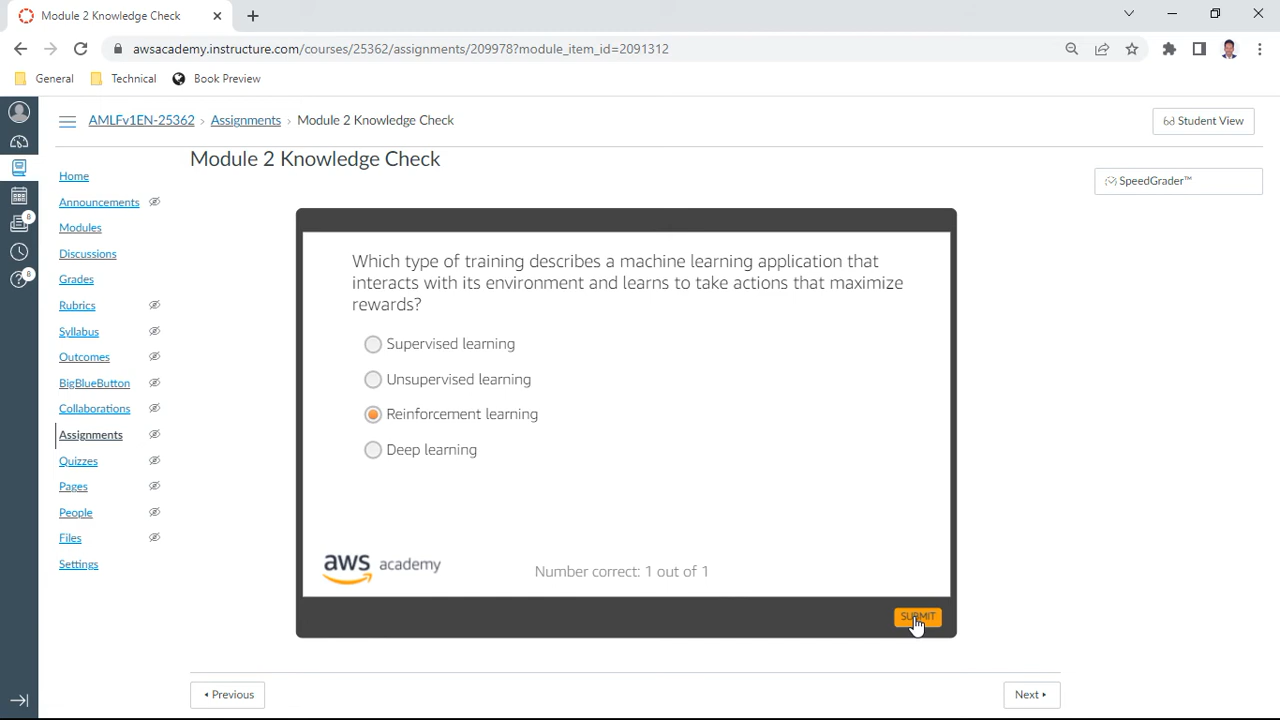 Module 2 Knowledge Check
awsacademy.instructure.com/courses/25362/assignments/209978?module_item_id=2091312
General Technical Book Preview
AMLFv1EN-25362 › Assignments › Module 2 Knowledge Check
Student View
Module 2 Knowledge Check
SpeedGrader™
Home
Announcements
Modules
Discussions
Grades
Rubrics
Syllabus
Outcomes
BigBlueButton
Collaborations
Assignments
Quizzes
Pages
People
Files
Settings
8
8
Which type of training describes a machine learning application that
interacts with its environment and learns to take actions that maximize
rewards?
Supervised learning
Unsupervised learning
Reinforcement learning
Deep learning
aws academy
Number correct: 1 out of 1
SUBMIT
Previous
Next